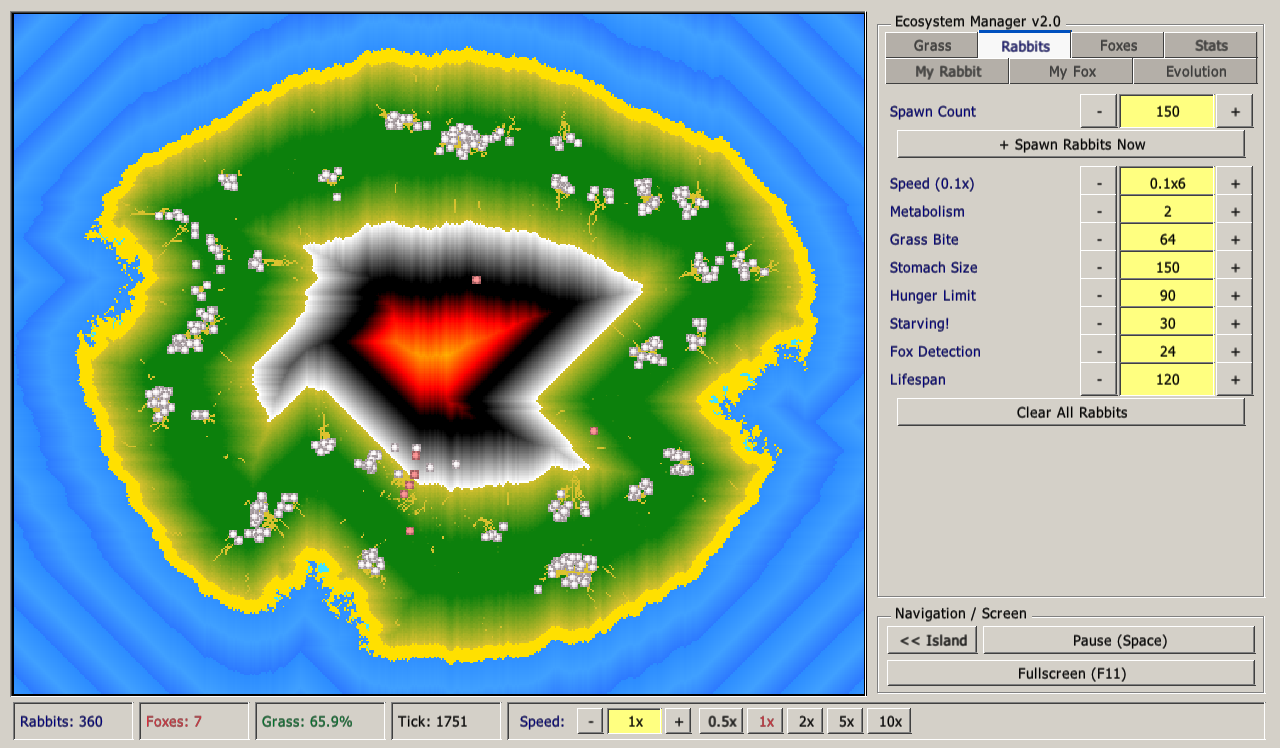 Ecosystem Manager v2.0
Grass Rabbits Foxes Stats
My Rabbit My Fox Evolution
Spawn Count - 150 +
+ Spawn Rabbits Now
Speed (0.1x) - 0.1x6 +
Metabolism - 2 +
Grass Bite - 64 +
Stomach Size - 150 +
Hunger Limit - 90 +
Starving! - 30 +
Fox Detection - 24 +
Lifespan - 120 +
Clear All Rabbits
Navigation / Screen
<< Island Pause (Space)
Fullscreen (F11)
Rabbits: 360 Foxes: 7 Grass: 65.9% Tick: 1751 Speed: - 1x + 0.5x 1x 2x 5x 10x